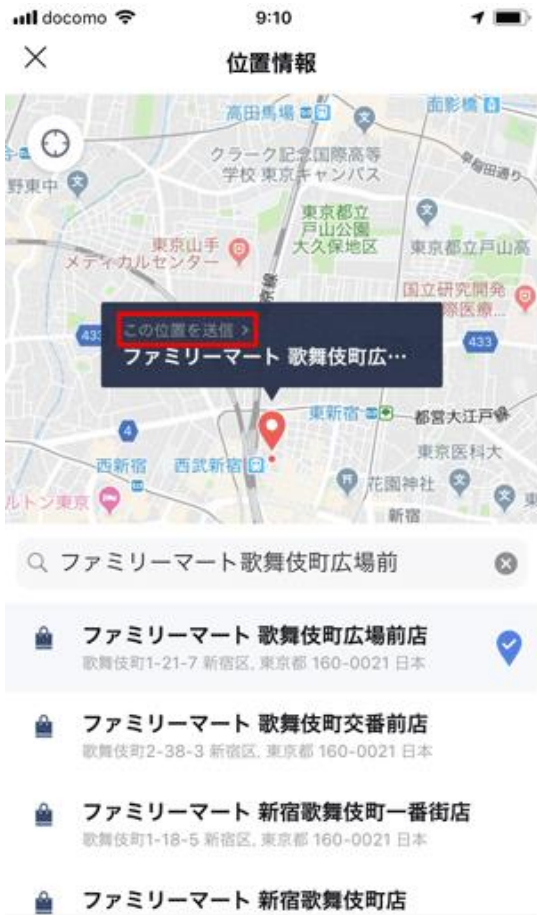 docomo
9:10
位置情報
高田馬場
面影橋
クラーク記念国際高等
学校 東京キャンパス
早稲田通り
野東中
東京都立
戸山公園
大久保地区
東京山手
メディカルセンター
東京都立戸山高
国立研究開発
際医療...
433
この位置を送信 >
ファミリーマート 歌舞伎町広…
433
東新宿
都営大江戸線
4
西新宿
西武新宿
東京医科大
花園神社
ルトン東京
新宿
東
ファミリーマート歌舞伎町広場前
ファミリーマート 歌舞伎町広場前店
歌舞伎町1-21-7 新宿区, 東京都 160-0021 日本
ファミリーマート 歌舞伎町交番前店
歌舞伎町2-38-3 新宿区, 東京都 160-0021 日本
ファミリーマート 新宿歌舞伎町一番街店
歌舞伎町1-18-5 新宿区, 東京都 160-0021 日本
ファミリーマート 新宿歌舞伎町店